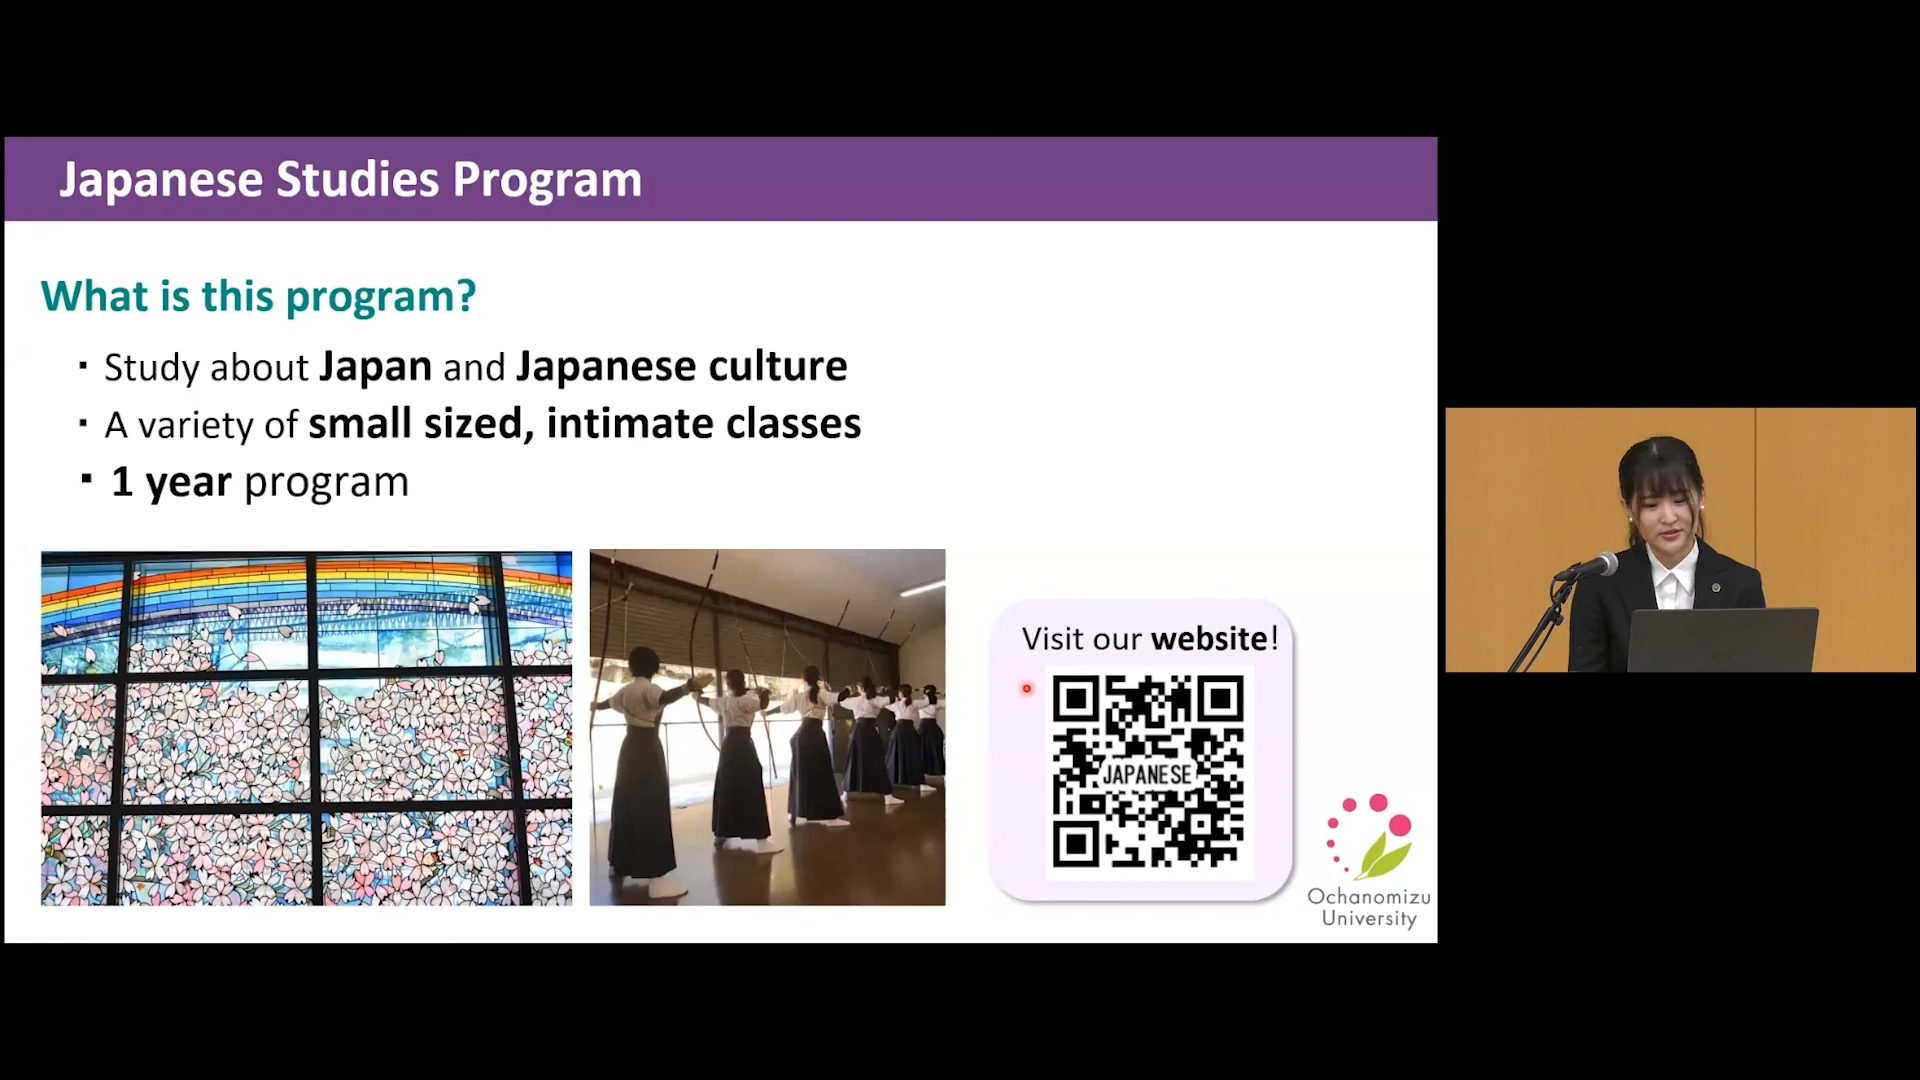 Japanese Studies Program
What is this program?
▪ Study about Japan and Japanese culture
▪ A variety of small sized, intimate classes
▪ 1 year program
Visit our website!
JAPANESE
Ochanomizu
University